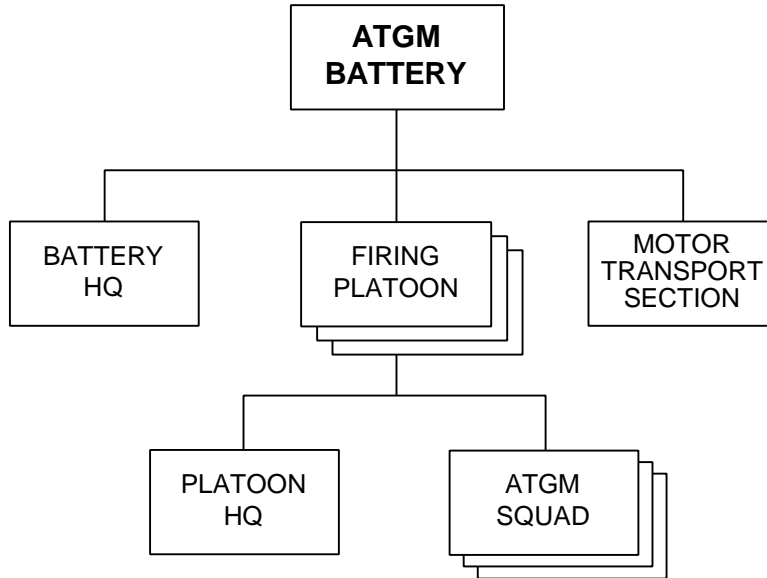 ATGM
BATTERY
BATTERY
HQ
FIRING
PLATOON
MOTOR
TRANSPORT
SECTION
PLATOON
HQ
ATGM
SQUAD